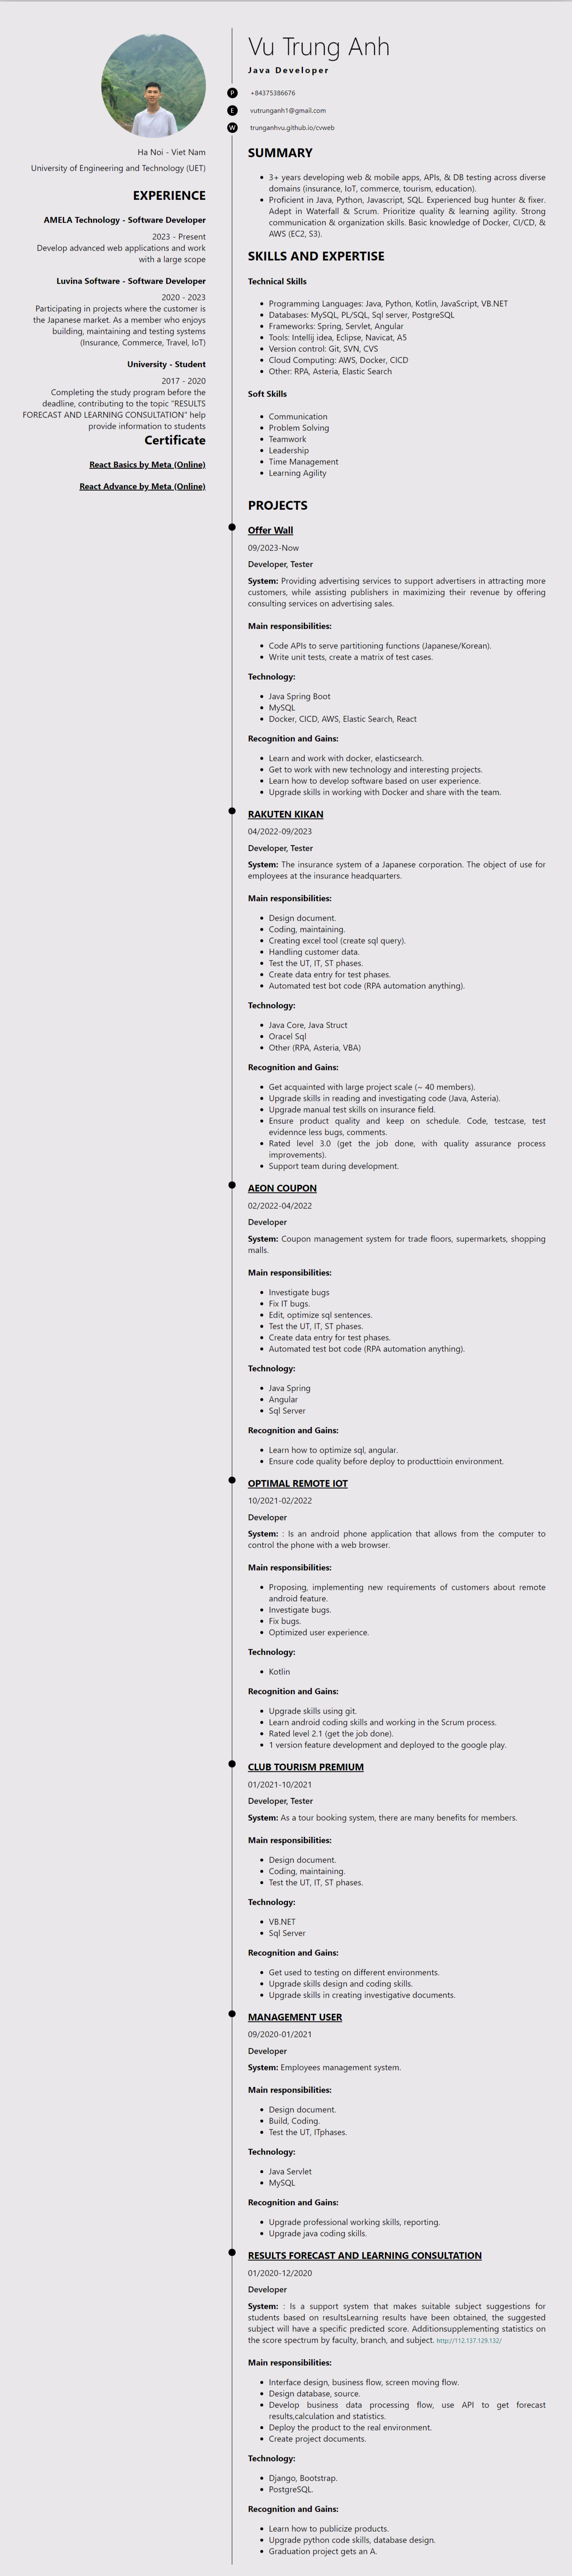 Vu Trung Anh
Java Developer
P +84375386676
E vutrunganh1@gmail.com
W trunganhvu.github.io/cvweb
Ha Noi - Viet Nam
University of Engineering and Technology (UET)
EXPERIENCE
AMELA Technology - Software Developer
2023 - Present
Develop advanced web applications and work
with a large scope
Luvina Software - Software Developer
2020 - 2023
Participating in projects where the customer is
the Japanese market. As a member who enjoys
building, maintaining and testing systems
(Insurance, Commerce, Travel, IoT)
University - Student
2017 - 2020
Completing the study program before the
deadline, contributing to the topic "RESULTS
FORECAST AND LEARNING CONSULTATION" help
provide information to students
Certificate
React Basics by Meta (Online)
React Advance by Meta (Online)
SUMMARY
• 3+ years developing web & mobile apps, APIs, & DB testing across diverse
domains (insurance, IoT, commerce, tourism, education).
• Proficient in Java, Python, Javascript, SQL. Experienced bug hunter & fixer.
Adept in Waterfall & Scrum. Prioritize quality & learning agility. Strong
communication & organization skills. Basic knowledge of Docker, CI/CD, &
AWS (EC2, S3).
SKILLS AND EXPERTISE
Technical Skills
• Programming Languages: Java, Python, Kotlin, JavaScript, VB.NET
• Databases: MySQL, PL/SQL, Sql server, PostgreSQL
• Frameworks: Spring, Servlet, Angular
• Tools: Intellij idea, Eclipse, Navicat, A5
• Version control: Git, SVN, CVS
• Cloud Computing: AWS, Docker, CICD
• Other: RPA, Asteria, Elastic Search
Soft Skills
• Communication
• Problem Solving
• Teamwork
• Leadership
• Time Management
• Learning Agility
PROJECTS
Offer Wall
09/2023-Now
Developer, Tester
System: Providing advertising services to support advertisers in attracting more
customers, while assisting publishers in maximizing their revenue by offering
consulting services on advertising sales.
Main responsibilities:
• Code APIs to serve partitioning functions (Japanese/Korean).
• Write unit tests, create a matrix of test cases.
Technology:
• Java Spring Boot
• MySQL
• Docker, CICD, AWS, Elastic Search, React
Recognition and Gains:
• Learn and work with docker, elasticsearch.
• Get to work with new technology and interesting projects.
• Learn how to develop software based on user experience.
• Upgrade skills in working with Docker and share with the team.
RAKUTEN KIKAN
04/2022-09/2023
Developer, Tester
System: The insurance system of a Japanese corporation. The object of use for
employees at the insurance headquarters.
Main responsibilities:
• Design document.
• Coding, maintaining.
• Creating excel tool (create sql query).
• Handling customer data.
• Test the UT, IT, ST phases.
• Create data entry for test phases.
• Automated test bot code (RPA automation anything).
Technology:
• Java Core, Java Struct
• Oracel Sql
• Other (RPA, Asteria, VBA)
Recognition and Gains:
• Get acquainted with large project scale (~ 40 members).
• Upgrade skills in reading and investigating code (Java, Asteria).
• Upgrade manual test skills on insurance field.
• Ensure product quality and keep on schedule. Code, testcase, test
evidennce less bugs, comments.
• Rated level 3.0 (get the job done, with quality assurance process
improvements).
• Support team during development.
AEON COUPON
02/2022-04/2022
Developer
System: Coupon management system for trade floors, supermarkets, shopping
malls.
Main responsibilities:
• Investigate bugs
• Fix IT bugs.
• Edit, optimize sql sentences.
• Test the UT, IT, ST phases.
• Create data entry for test phases.
• Automated test bot code (RPA automation anything).
Technology:
• Java Spring
• Angular
• Sql Server
Recognition and Gains:
• Learn how to optimize sql, angular.
• Ensure code quality before deploy to producttioin environment.
OPTIMAL REMOTE IOT
10/2021-02/2022
Developer
System: : Is an android phone application that allows from the computer to
control the phone with a web browser.
Main responsibilities:
• Proposing, implementing new requirements of customers about remote
android feature.
• Investigate bugs.
• Fix bugs.
• Optimized user experience.
Technology:
• Kotlin
Recognition and Gains:
• Upgrade skills using git.
• Learn android coding skills and working in the Scrum process.
• Rated level 2.1 (get the job done).
• 1 version feature development and deployed to the google play.
CLUB TOURISM PREMIUM
01/2021-10/2021
Developer, Tester
System: As a tour booking system, there are many benefits for members.
Main responsibilities:
• Design document.
• Coding, maintaining.
• Test the UT, IT, ST phases.
Technology:
• VB.NET
• Sql Server
Recognition and Gains:
• Get used to testing on different environments.
• Upgrade skills design and coding skills.
• Upgrade skills in creating investigative documents.
MANAGEMENT USER
09/2020-01/2021
Developer
System: Employees management system.
Main responsibilities:
• Design document.
• Build, Coding.
• Test the UT, ITphases.
Technology:
• Java Servlet
• MySQL
Recognition and Gains:
• Upgrade professional working skills, reporting.
• Upgrade java coding skills.
RESULTS FORECAST AND LEARNING CONSULTATION
01/2020-12/2020
Developer
System: : Is a support system that makes suitable subject suggestions for
students based on resultsLearning results have been obtained, the suggested
subject will have a specific predicted score. Additionsupplementing statistics on
the score spectrum by faculty, branch, and subject. http://112.137.129.132/
Main responsibilities:
• Interface design, business flow, screen moving flow.
• Design database, source.
• Develop business data processing flow, use API to get forecast
results,calculation and statistics.
• Deploy the product to the real environment.
• Create project documents.
Technology:
• Django, Bootstrap.
• PostgreSQL.
Recognition and Gains:
• Learn how to publicize products.
• Upgrade python code skills, database design.
• Graduation project gets an A.